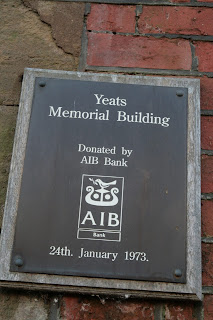 Yeats
Memorial Building
Donated by
AIB Bank
AIB
Bank
24th. January 1973.